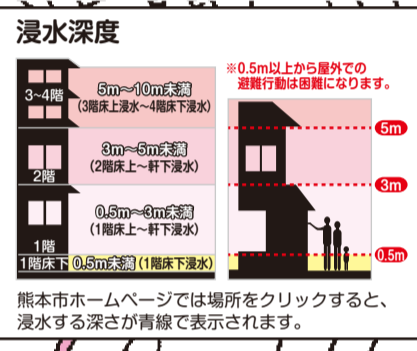 浸水深度
3~4階
5m～10m未満
(3階床上浸水～4階床下浸水)
2階
3m～5m未満
(2階床上～軒下浸水)
1階
0.5m～3m未満
(1階床上～軒下浸水)
1階床下 0.5m未満 (1階床下浸水)
※0.5m以上から屋外での
避難行動は困難になります。
5m
3m
0.5m
熊本市ホームページでは場所をクリックすると、
浸水する深さが青線で表示されます。